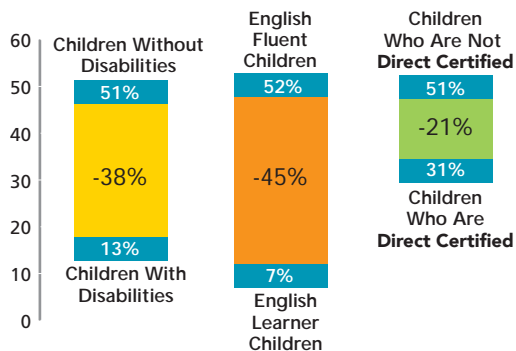 60
50
40
30
20
10
0
Children Without
Disabilities
51%
-38%
13%
Children With
Disabilities
English
Fluent
Children
52%
-45%
7%
English
Learner
Children
Children
Who Are Not
Direct Certified
51%
-21%
31%
Children
Who Are
Direct Certified